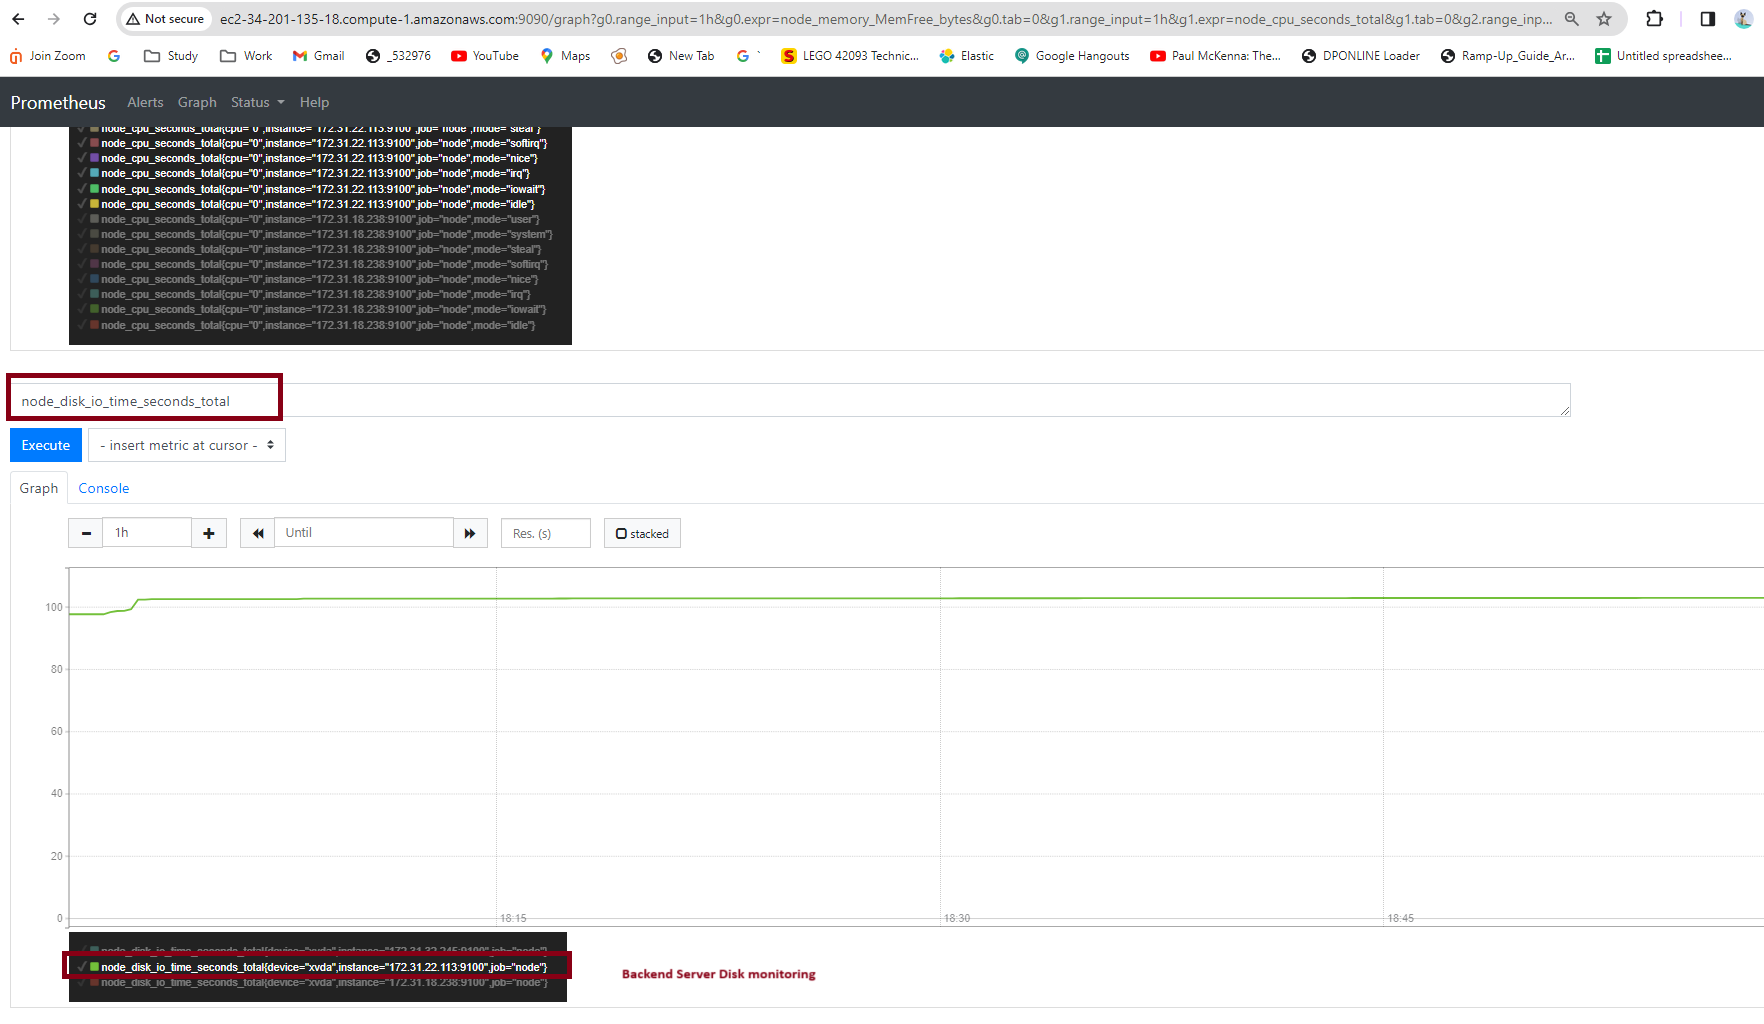 Not secure ec2-34-201-135-18.compute-1.amazonaws.com:9090/graph?g0.range_input=1h&g0.expr=node_memory_MemFree_bytes&g0.tab=0&g1.range_input=1h&g1.expr=node_cpu_seconds_total&g1.tab=0&g2.range_inp...
Join Zoom Study Work Gmail _532976 YouTube Maps New Tab ` LEGO 42093 Technic... Elastic Google Hangouts Paul McKenna: The... DPONLINE Loader Ramp-Up_Guide_Ar... Untitled spreadshee...
Prometheus Alerts Graph Status Help
node_cpu_seconds_total{cpu="0",instance="172.31.22.113:9100",job="node",mode="steal"}
node_cpu_seconds_total{cpu="0",instance="172.31.22.113:9100",job="node",mode="softirq"}
node_cpu_seconds_total{cpu="0",instance="172.31.22.113:9100",job="node",mode="nice"}
node_cpu_seconds_total{cpu="0",instance="172.31.22.113:9100",job="node",mode="irq"}
node_cpu_seconds_total{cpu="0",instance="172.31.22.113:9100",job="node",mode="iowait"}
node_cpu_seconds_total{cpu="0",instance="172.31.22.113:9100",job="node",mode="idle"}
node_cpu_seconds_total{cpu="0",instance="172.31.18.238:9100",job="node",mode="user"}
node_cpu_seconds_total{cpu="0",instance="172.31.18.238:9100",job="node",mode="system"}
node_cpu_seconds_total{cpu="0",instance="172.31.18.238:9100",job="node",mode="steal"}
node_cpu_seconds_total{cpu="0",instance="172.31.18.238:9100",job="node",mode="softirq"}
node_cpu_seconds_total{cpu="0",instance="172.31.18.238:9100",job="node",mode="nice"}
node_cpu_seconds_total{cpu="0",instance="172.31.18.238:9100",job="node",mode="irq"}
node_cpu_seconds_total{cpu="0",instance="172.31.18.238:9100",job="node",mode="iowait"}
node_cpu_seconds_total{cpu="0",instance="172.31.18.238:9100",job="node",mode="idle"}
node_disk_io_time_seconds_total
Execute - insert metric at cursor -
Graph Console
1h Until Res. (s) stacked
100
80
60
40
20
0
18:15 18:30 18:45
node_disk_io_time_seconds_total{device="xvda",instance="172.31.32.245:9100",job="node"}
node_disk_io_time_seconds_total{device="xvda",instance="172.31.22.113:9100",job="node"}
node_disk_io_time_seconds_total{device="xvda",instance="172.31.18.238:9100",job="node"}
Backend Server Disk monitoring